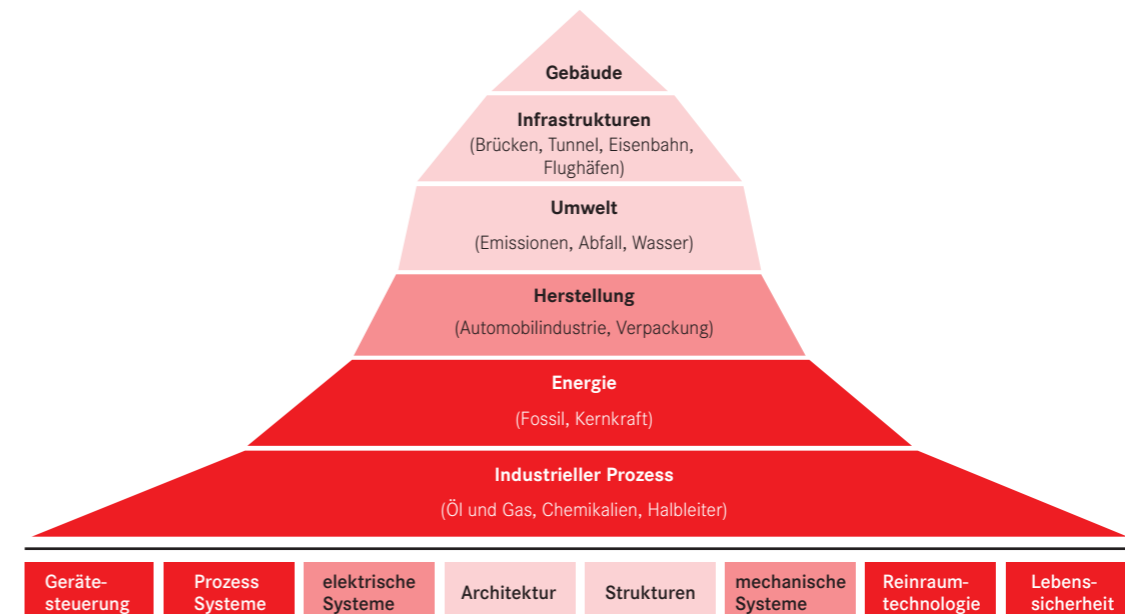 Gebäude
Infrastrukturen
(Brücken, Tunnel, Eisenbahn,
Flughäfen)
Umwelt
(Emissionen, Abfall, Wasser)
Herstellung
(Automobilindustrie, Verpackung)
Energie
(Fossil, Kernkraft)
Industrieller Prozess
(Öl und Gas, Chemikalien, Halbleiter)
Geräte-
steuerung
Prozess
Systeme
elektrische
Systeme
Architektur
Strukturen
mechanische
Systeme
Reinraum-
technologie
Lebens-
sicherheit